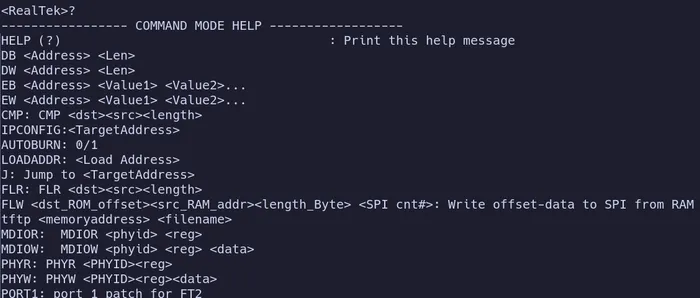 <RealTek>?
----------------- COMMAND MODE HELP ------------------
HELP (?)                                    : Print this help message
DB <Address> <Len>
DW <Address> <Len>
EB <Address> <Value1> <Value2>...
EW <Address> <Value1> <Value2>...
CMP: CMP <dst><src><length>
IPCONFIG:<TargetAddress>
AUTOBURN: 0/1
LOADADDR: <Load Address>
J: Jump to <TargetAddress>
FLR: FLR <dst><src><length>
FLW <dst_ROM_offset><src_RAM_addr><length_Byte> <SPI cnt#>: Write offset-data to SPI from RAM
tftp <memoryaddress> <filename>
MDIOR:  MDIOR <phyid> <reg>
MDIOW:  MDIOW <phyid> <reg> <data>
PHYR: PHYR <PHYID><reg>
PHYW: PHYW <PHYID><reg><data>
PORT1: port 1 patch for FT2